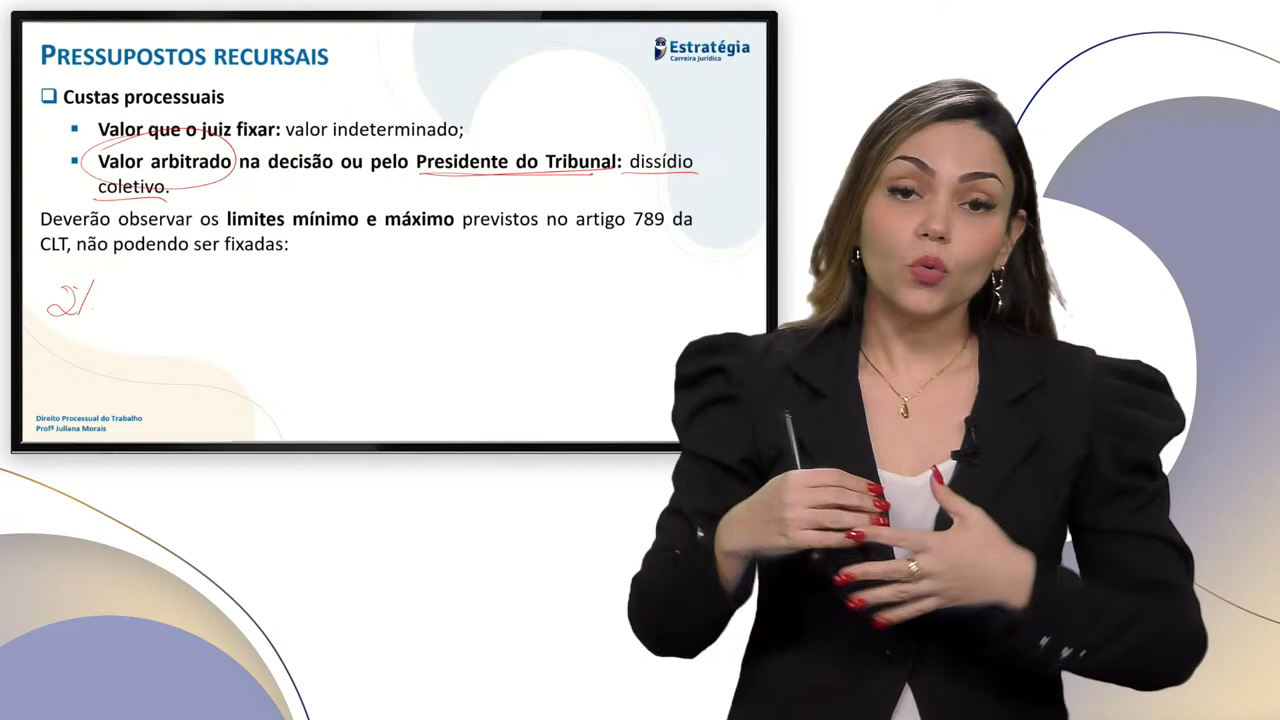 PRESSUPOSTOS RECURSAIS
Estratégia
Carreira Jurídica
Custas processuais
Valor que o juiz fixar: valor indeterminado;
Valor arbitrado na decisão ou pelo Presidente do Tribunal: dissídio
coletivo.
Deverão observar os limites mínimo e máximo previstos no artigo 789 da
CLT, não podendo ser fixadas:
Direito Processual do Trabalho
Profª Juliana Morais